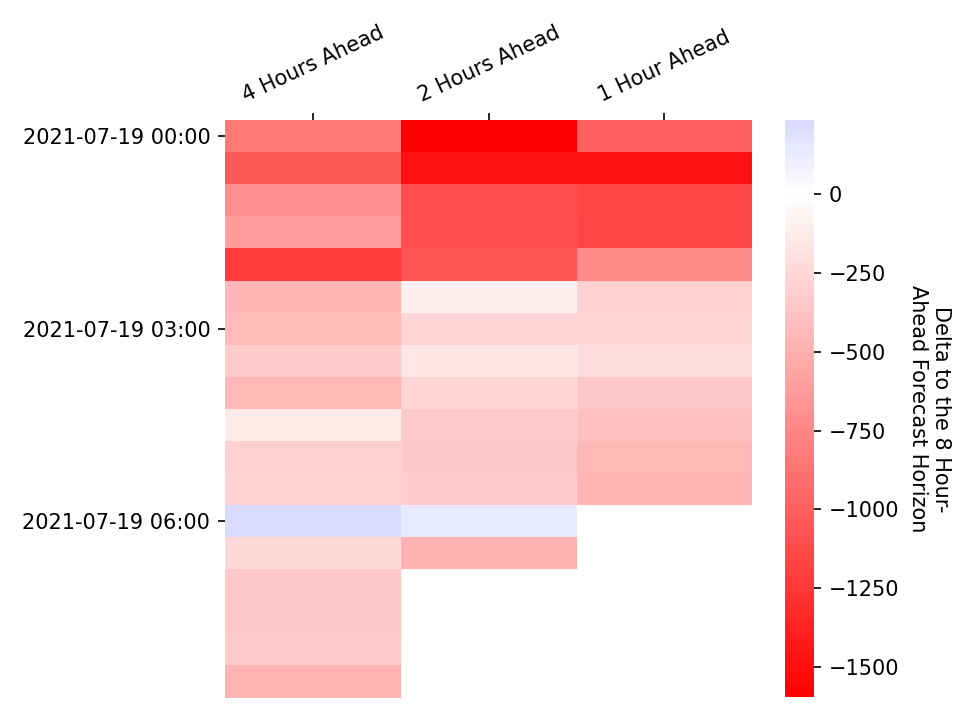 4 Hours Ahead
2 Hours Ahead
1 Hour Ahead
2021-07-19 00:00
2021-07-19 03:00
2021-07-19 06:00
0
−250
−500
−750
−1000
−1250
−1500
Delta to the 8 Hour-
Ahead Forecast Horizon